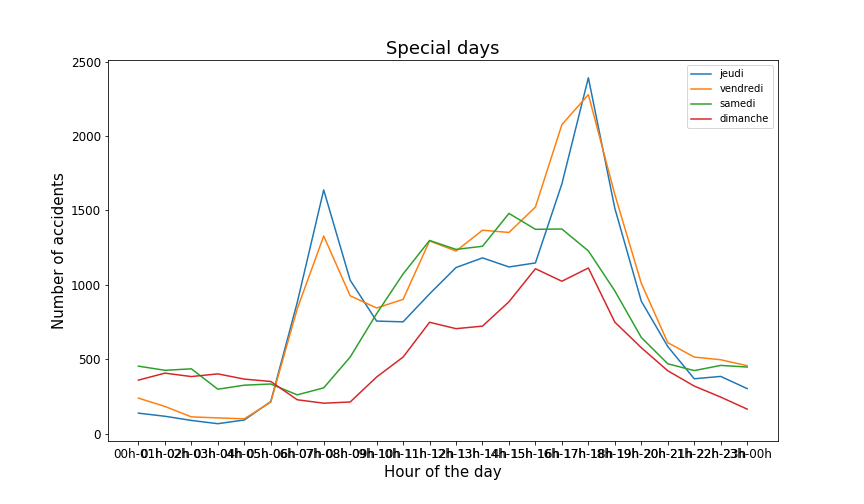 Special days
jeudi
vendredi
samedi
dimanche
Number of accidents
2500
2000
1500
1000
500
0
00h-01h-02h-03h-04h-05h-06h-07h-08h-09h-10h-11h-12h-13h-14h-15h-16h-17h-18h-19h-20h-21h-22h-23h-00h
Hour of the day